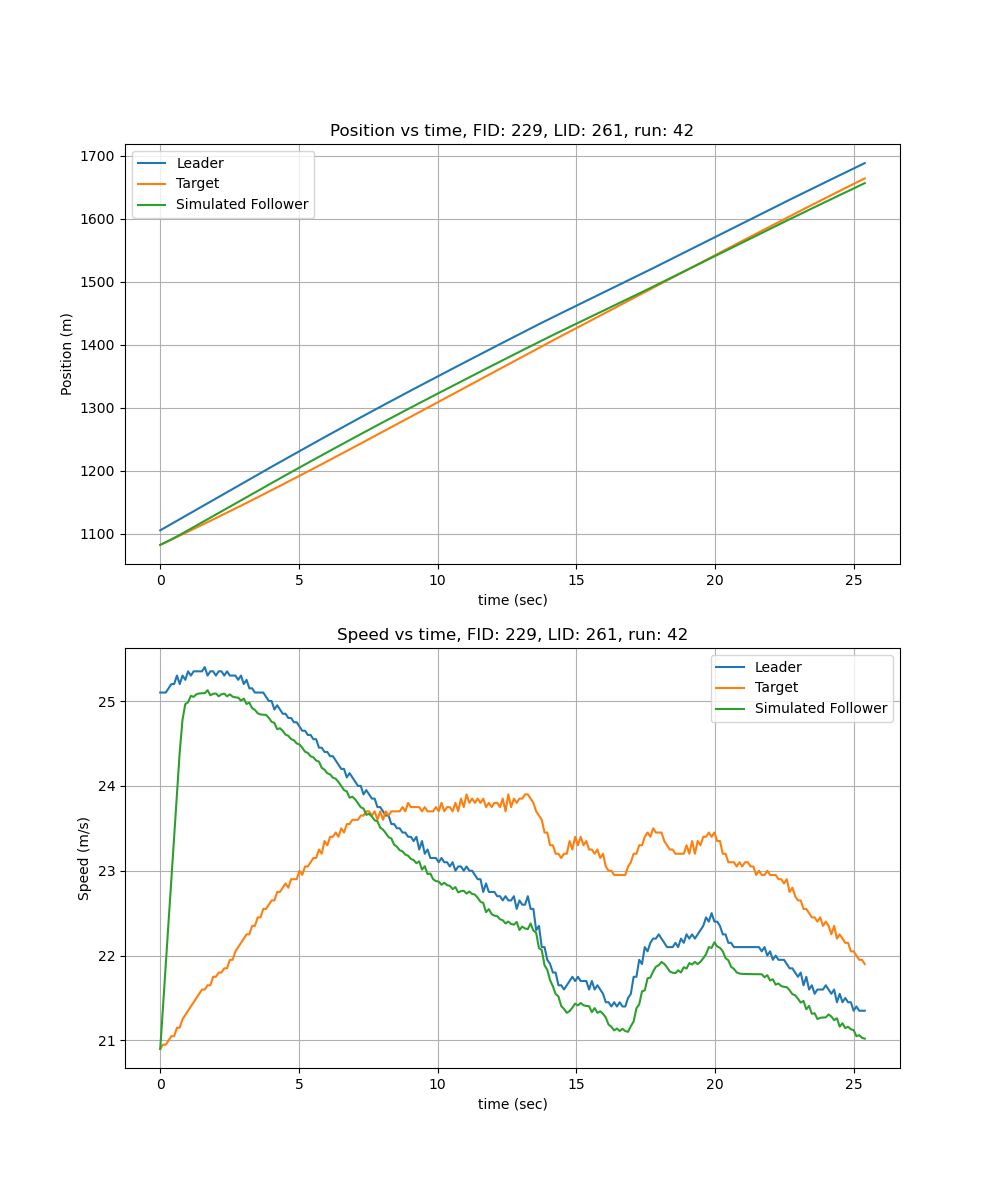 Position vs time, FID: 229, LID: 261, run: 42
Leader
Target
Simulated Follower
1700
1600
1500
1400
1300
1200
1100
Position (m)
0 5 10 15 20 25
time (sec)
Speed vs time, FID: 229, LID: 261, run: 42
Leader
Target
Simulated Follower
25
24
23
22
21
Speed (m/s)
0 5 10 15 20 25
time (sec)